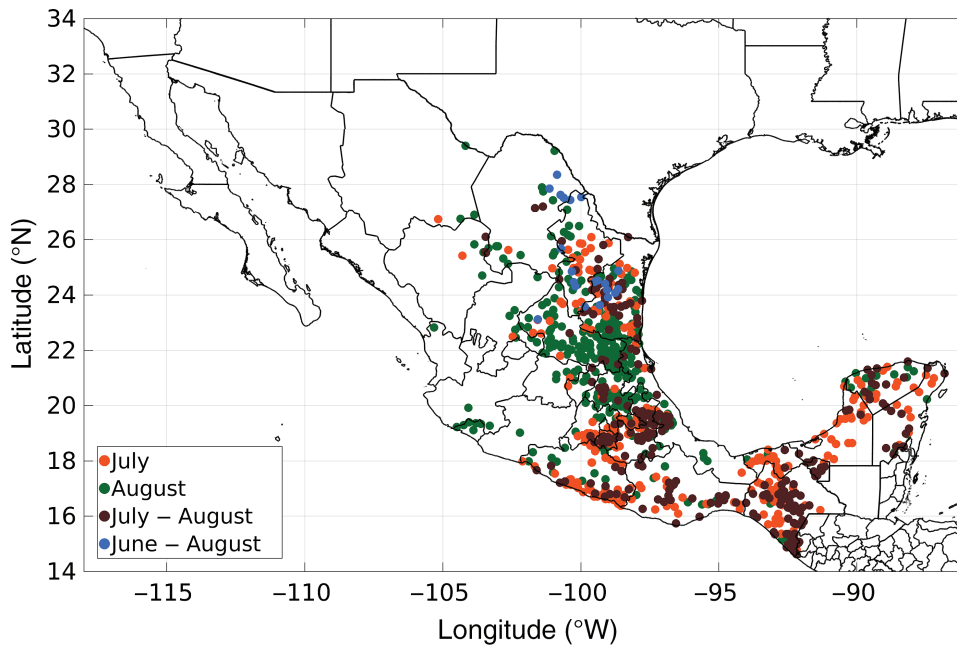 34
32
30
28
26
24
22
20
18
16
14
Latitude (°N)
July
August
July – August
June – August
−115
−110
−105
−100
−95
−90
Longitude (°W)